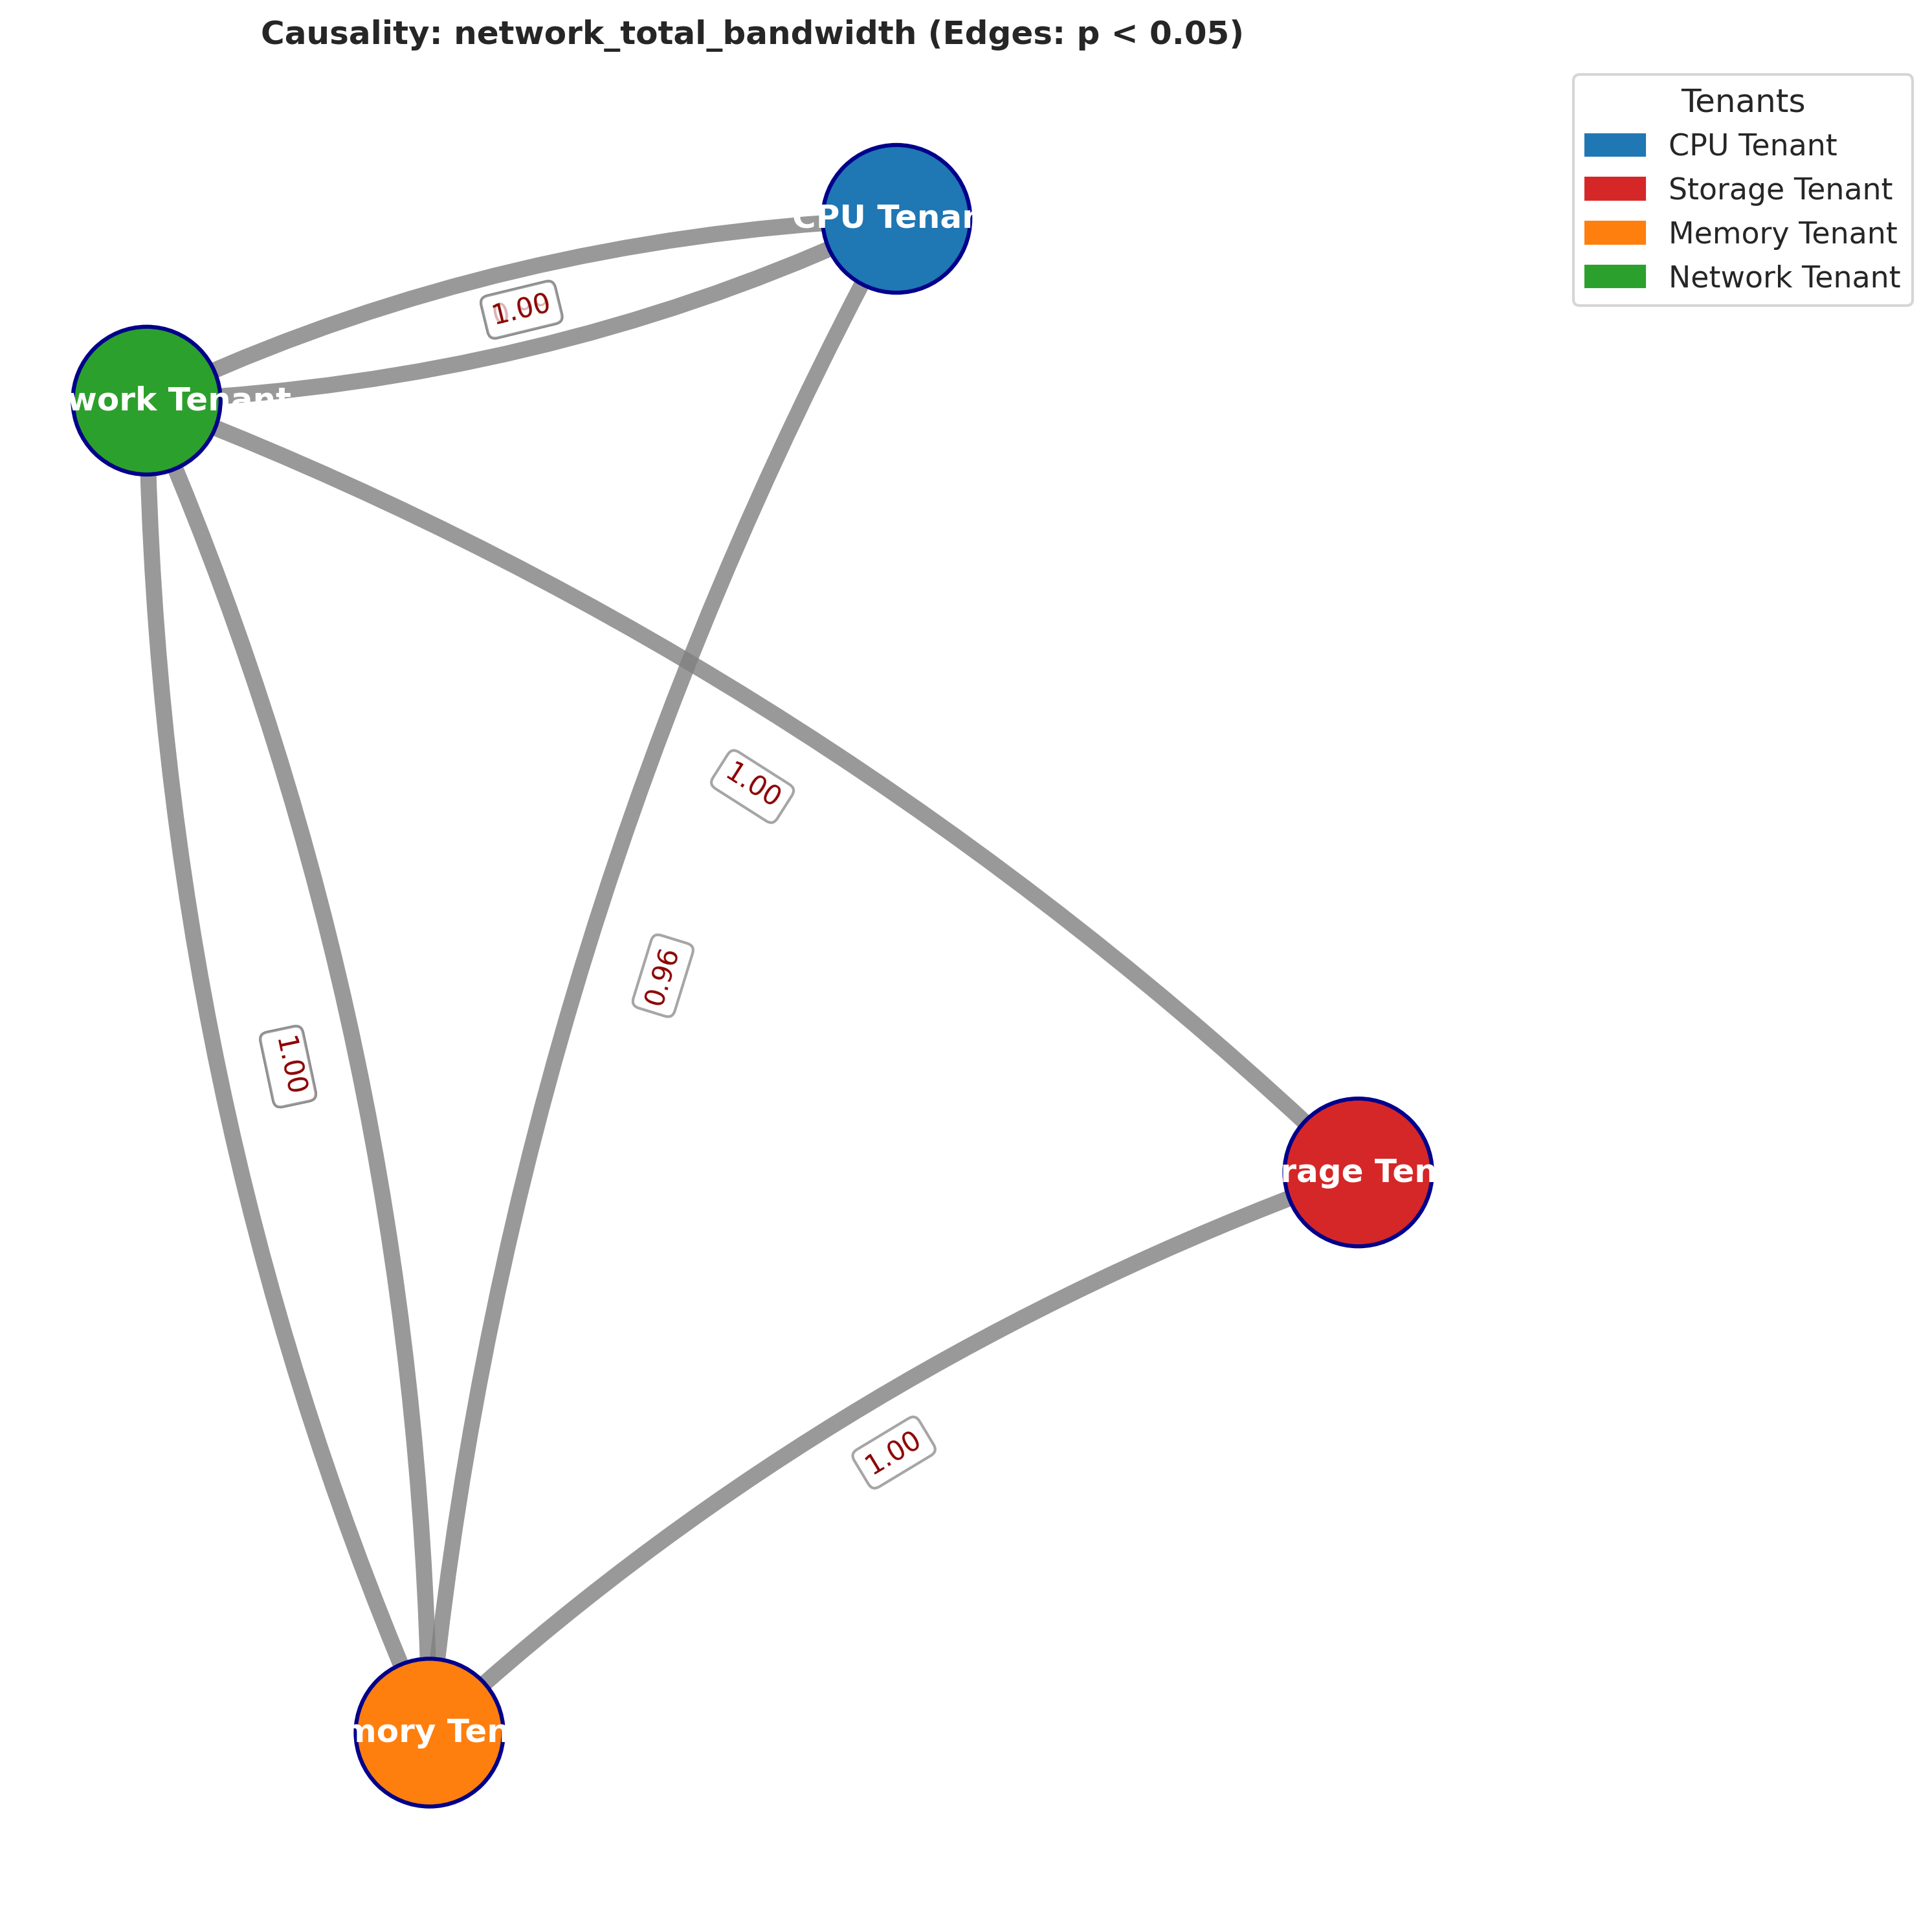 Causality: network_total_bandwidth (Edges: p < 0.05)
Tenants
CPU Tenant
Storage Tenant
Memory Tenant
Network Tenant
CPU Tenan
1.00
work Tenant
1.00
0.96
1.00
rage Ten
1.00
mory Ten